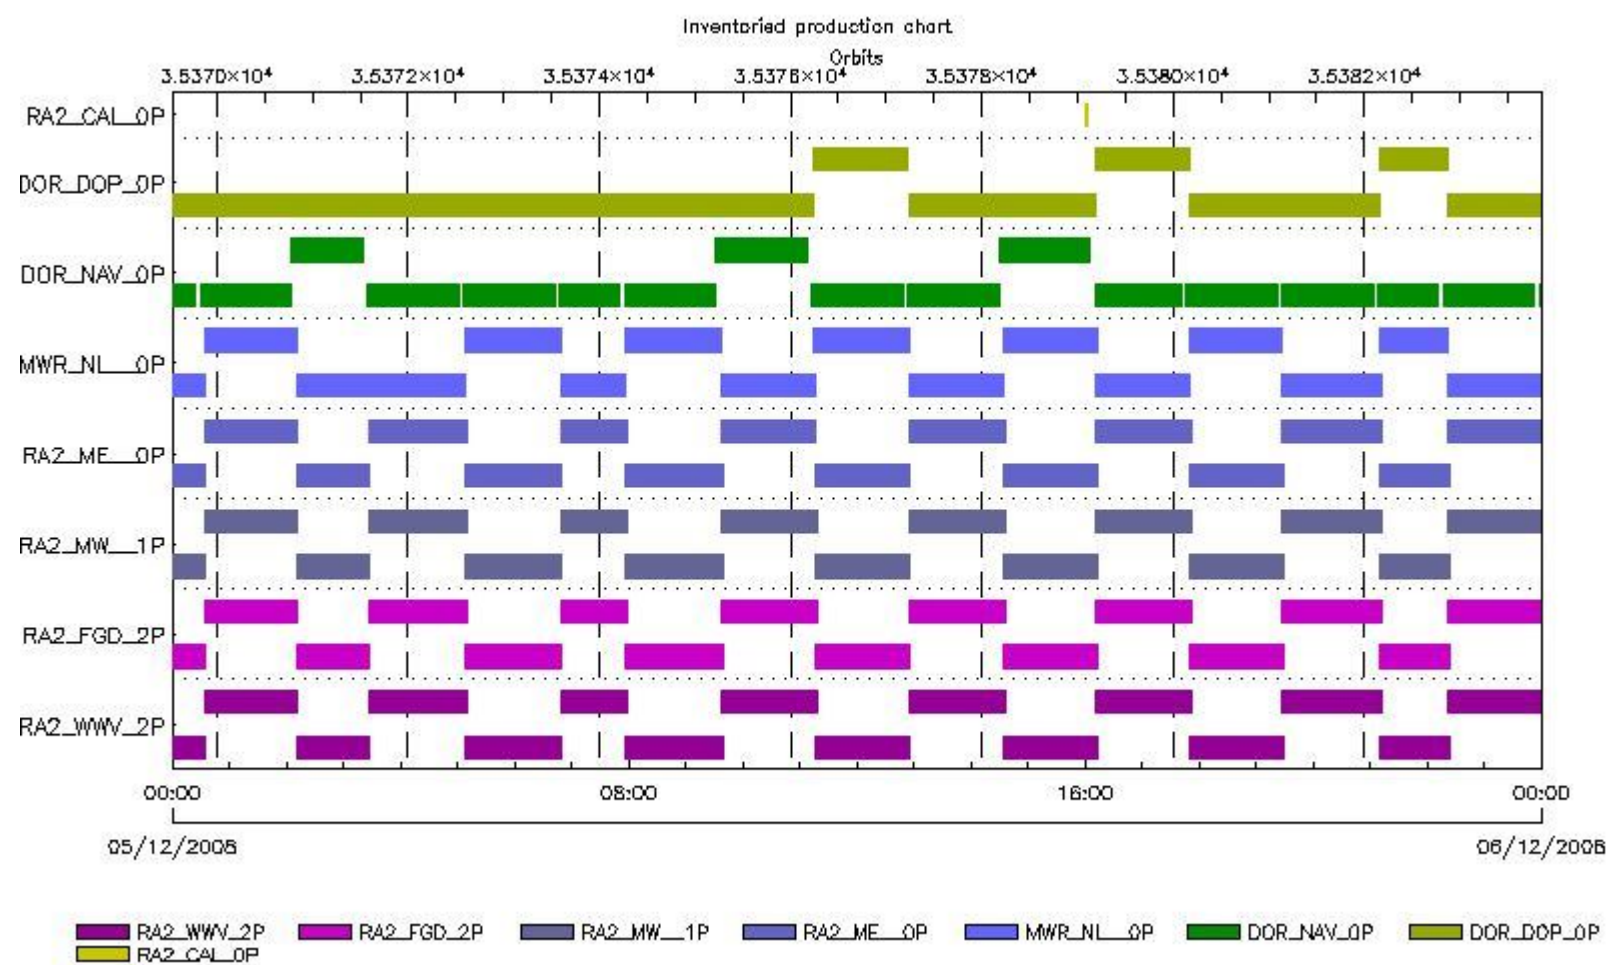 Inventoried production chart
Orbits
3.5370×10⁴ 3.5372×10⁴ 3.5374×10⁴ 3.5376×10⁴ 3.5378×10⁴ 3.5380×10⁴ 3.5382×10⁴
RA2_CAL_0P
DOR_DOP_0P
DOR_NAV_0P
MWR_NL__0P
RA2_ME__0P
RA2_MW__1P
RA2_FGD_2P
RA2_WWV_2P
00:00 08:00 16:00 00:00
05/12/2008 06/12/2008
RA2_WWV_2P RA2_FGD_2P RA2_MW__1P RA2_ME__0P MWR_NL__0P DOR_NAV_0P DOR_DOP_0P
RA2_CAL_0P